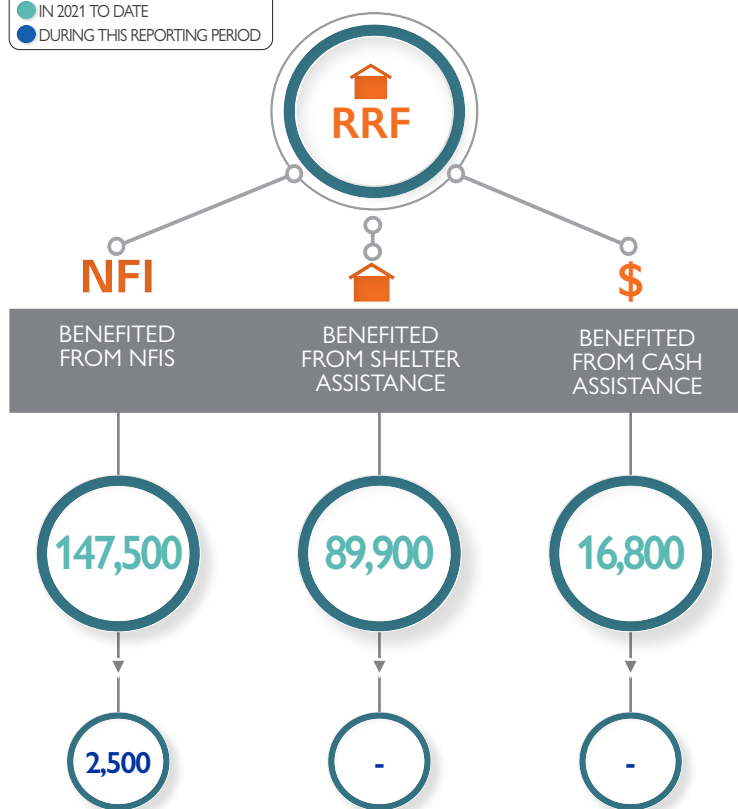 IN 2021 TO DATE
DURING THIS REPORTING PERIOD
RRF
NFI
$
BENEFITED
FROM NFIS
BENEFITED
FROM SHELTER
ASSISTANCE
BENEFITED
FROM CASH
ASSISTANCE
147,500
89,900
16,800
2,500
-
-